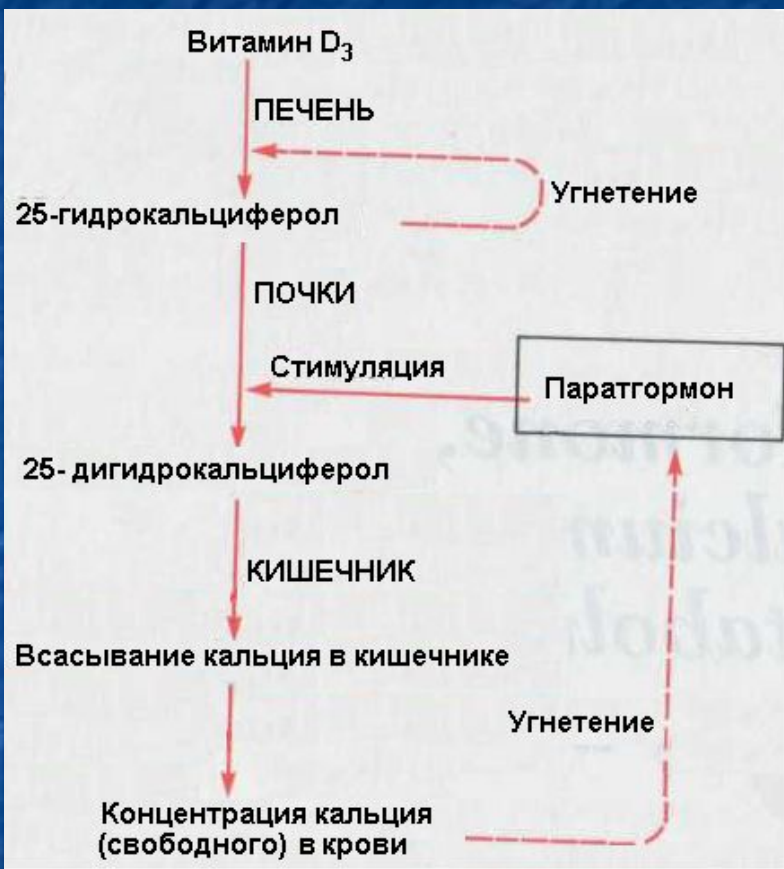 Витамин D₃
ПЕЧЕНЬ
Угнетение
25-гидрокальциферол
ПОЧКИ
Стимуляция
Паратгормон
25- дигидрокальциферол
КИШЕЧНИК
Всасывание кальция в кишечнике
Угнетение
Концентрация кальция
(свободного) в крови